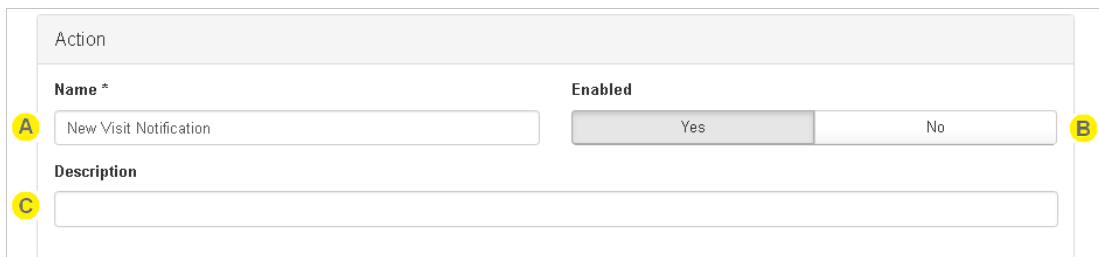 Action
Name *
Enabled
A
New Visit Notification
Yes
No
B
Description
C